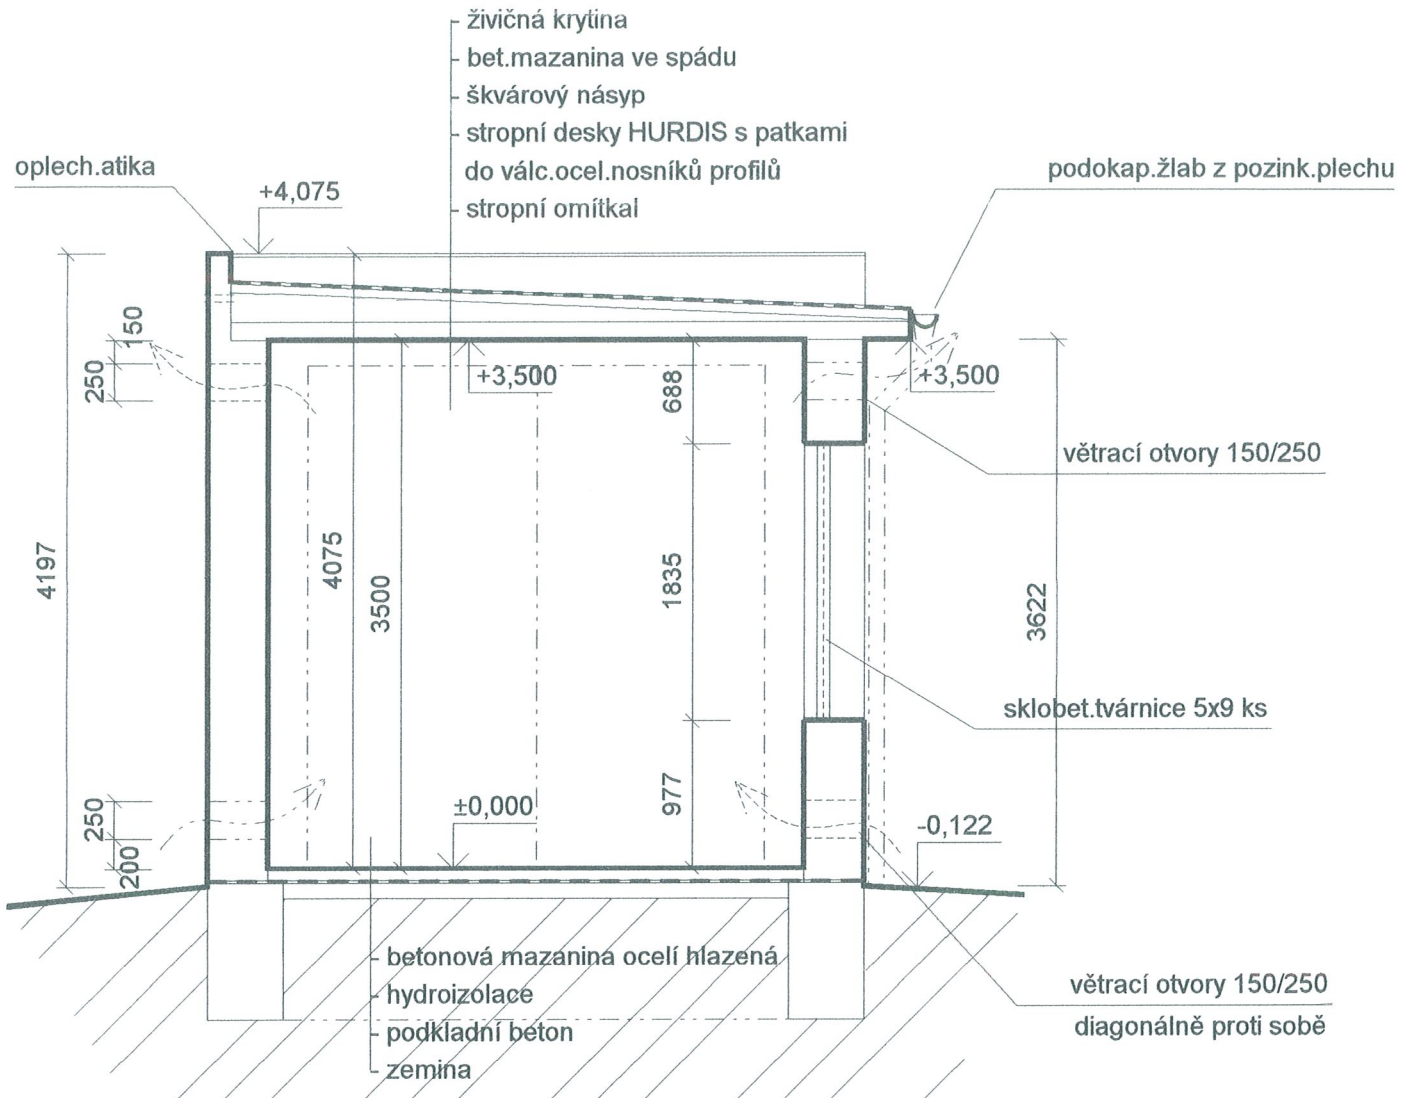 - živičná krytina
- bet.mazanina ve spádu
- škvárový násyp
- stropní desky HURDIS s patkami
do válc.ocel.nosníků profilů
- stropní omítkal
oplech.atika
+4,075
podokap.žlab z pozink.plechu
150
250
+3,500
688
+3,500
větrací otvory 150/250
4197
4075
3500
1835
3622
sklobet.tvárnice 5x9 ks
250
200
±0,000
977
-0,122
- betonová mazanina ocelí hlazená
- hydroizolace
- podkladní beton
- zemina
větrací otvory 150/250
diagonálně proti sobě